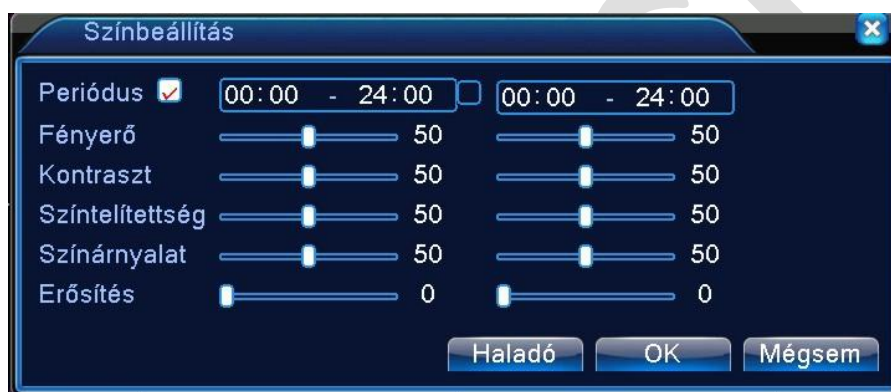 Színbeállítás
Periódus 00:00 - 24:00 00:00 - 24:00
Fényerő 50 50
Kontraszt 50 50
Színtelítettség 50 50
Színárnyalat 50 50
Erősítés 0 0
Haladó OK Mégsem